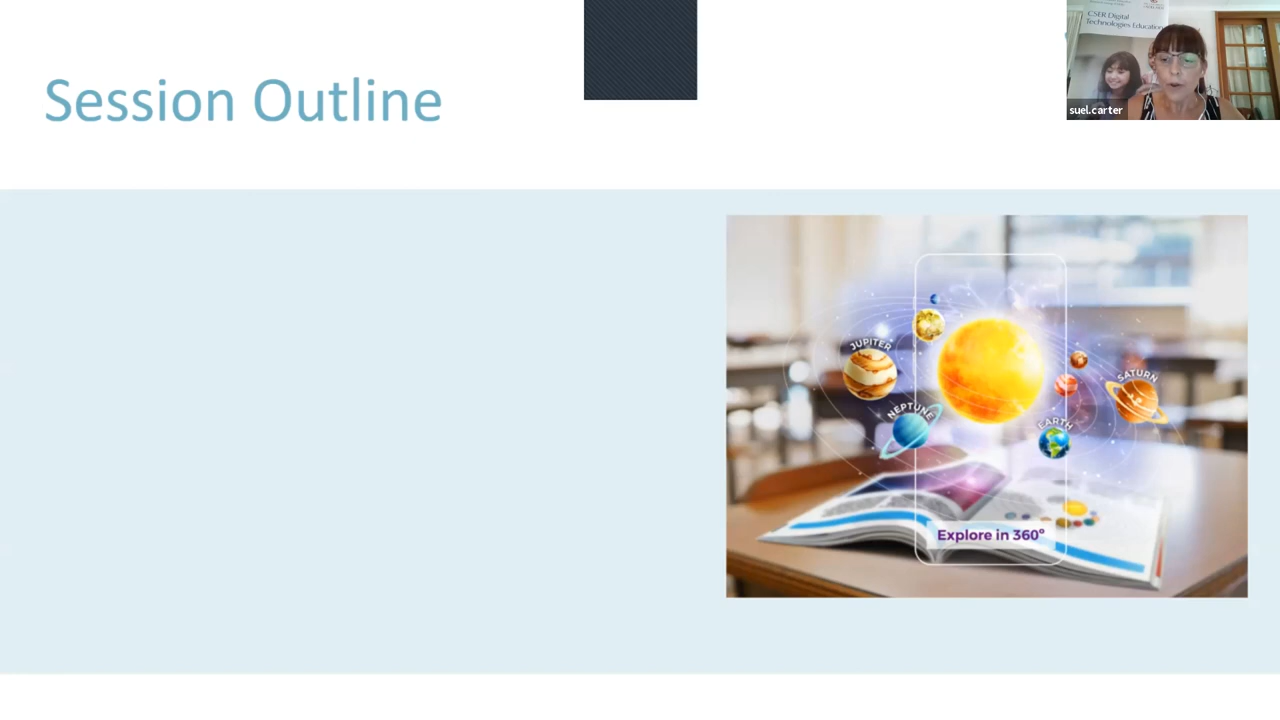 Session Outline
CSER Digital
Technologies Education
suel.carter
JUPITER
SATURN
NEPTUNE
EARTH
Explore in 360°